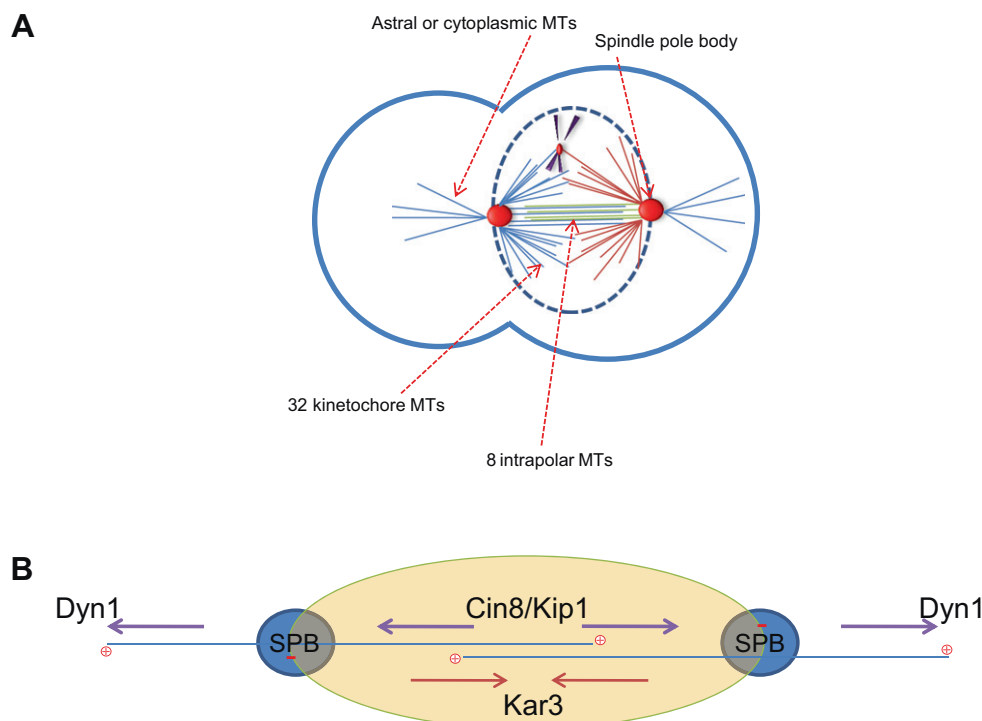 A
Astral or cytoplasmic MTs
Spindle pole body
32 kinetochore MTs
8 intrapolar MTs
B
Dyn1
Cin8/Kip1
Dyn1
SPB
SPB
Kar3